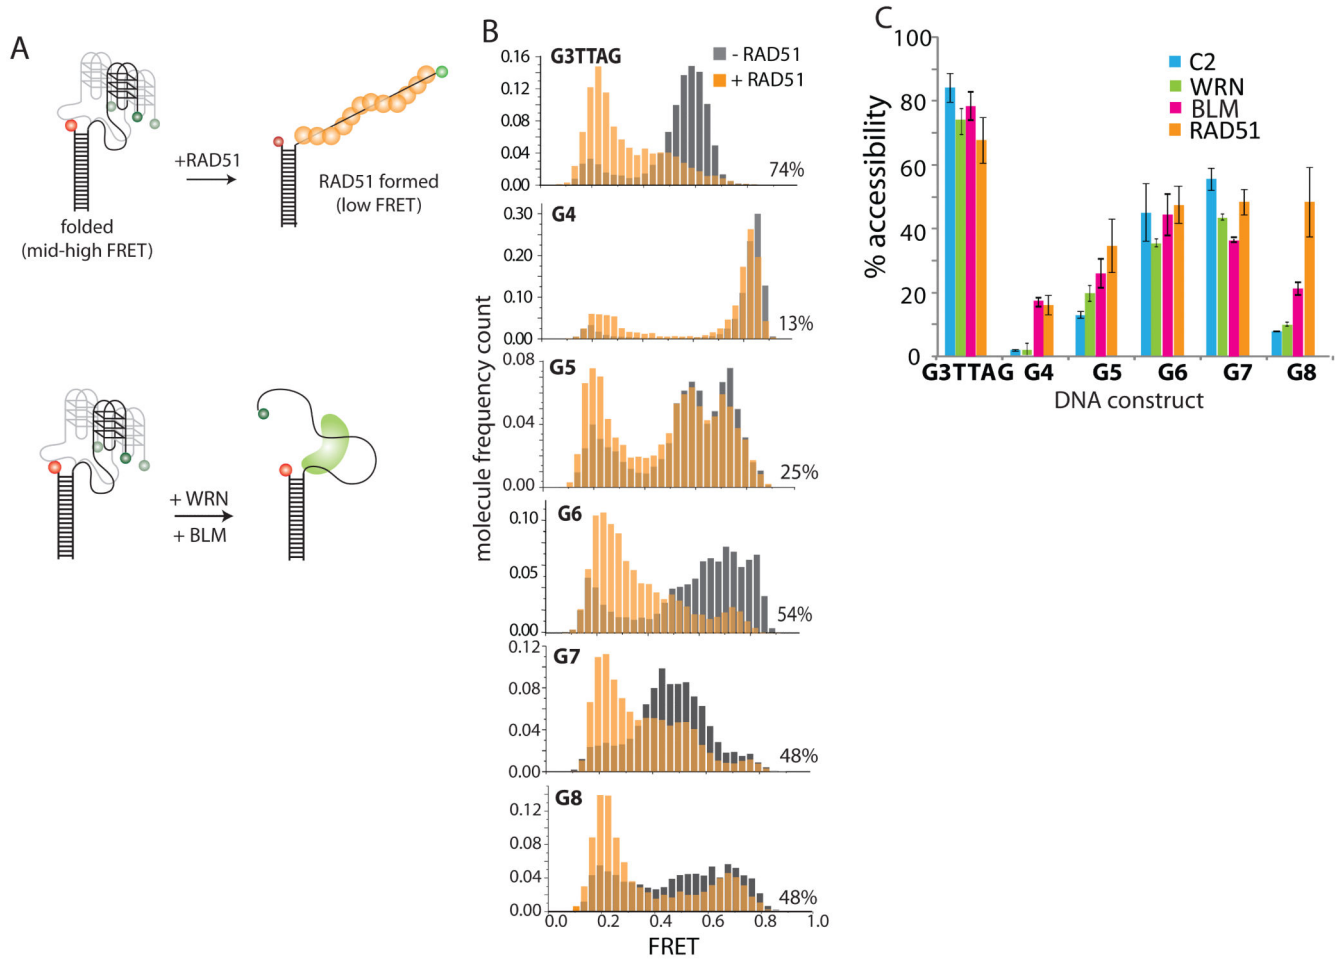 A
+RAD51
folded
(mid-high FRET)
RAD51 formed
(low FRET)
+ WRN
+ BLM
B
molecule frequency count
G3TTAG
- RAD51
+ RAD51
0.16
0.12
0.08
0.04
0.00
74%
G4
0.30
0.20
0.10
0.00
13%
G5
0.08
0.04
0.00
25%
G6
0.10
0.05
0.00
54%
G7
0.12
0.08
0.04
0.00
48%
G8
0.12
0.08
0.04
0.00
48%
0.0 0.2 0.4 0.6 0.8 1.0
FRET
C
% accessibility
100
80
60
40
20
0
C2
WRN
BLM
RAD51
G3TTAG G4 G5 G6 G7 G8
DNA construct